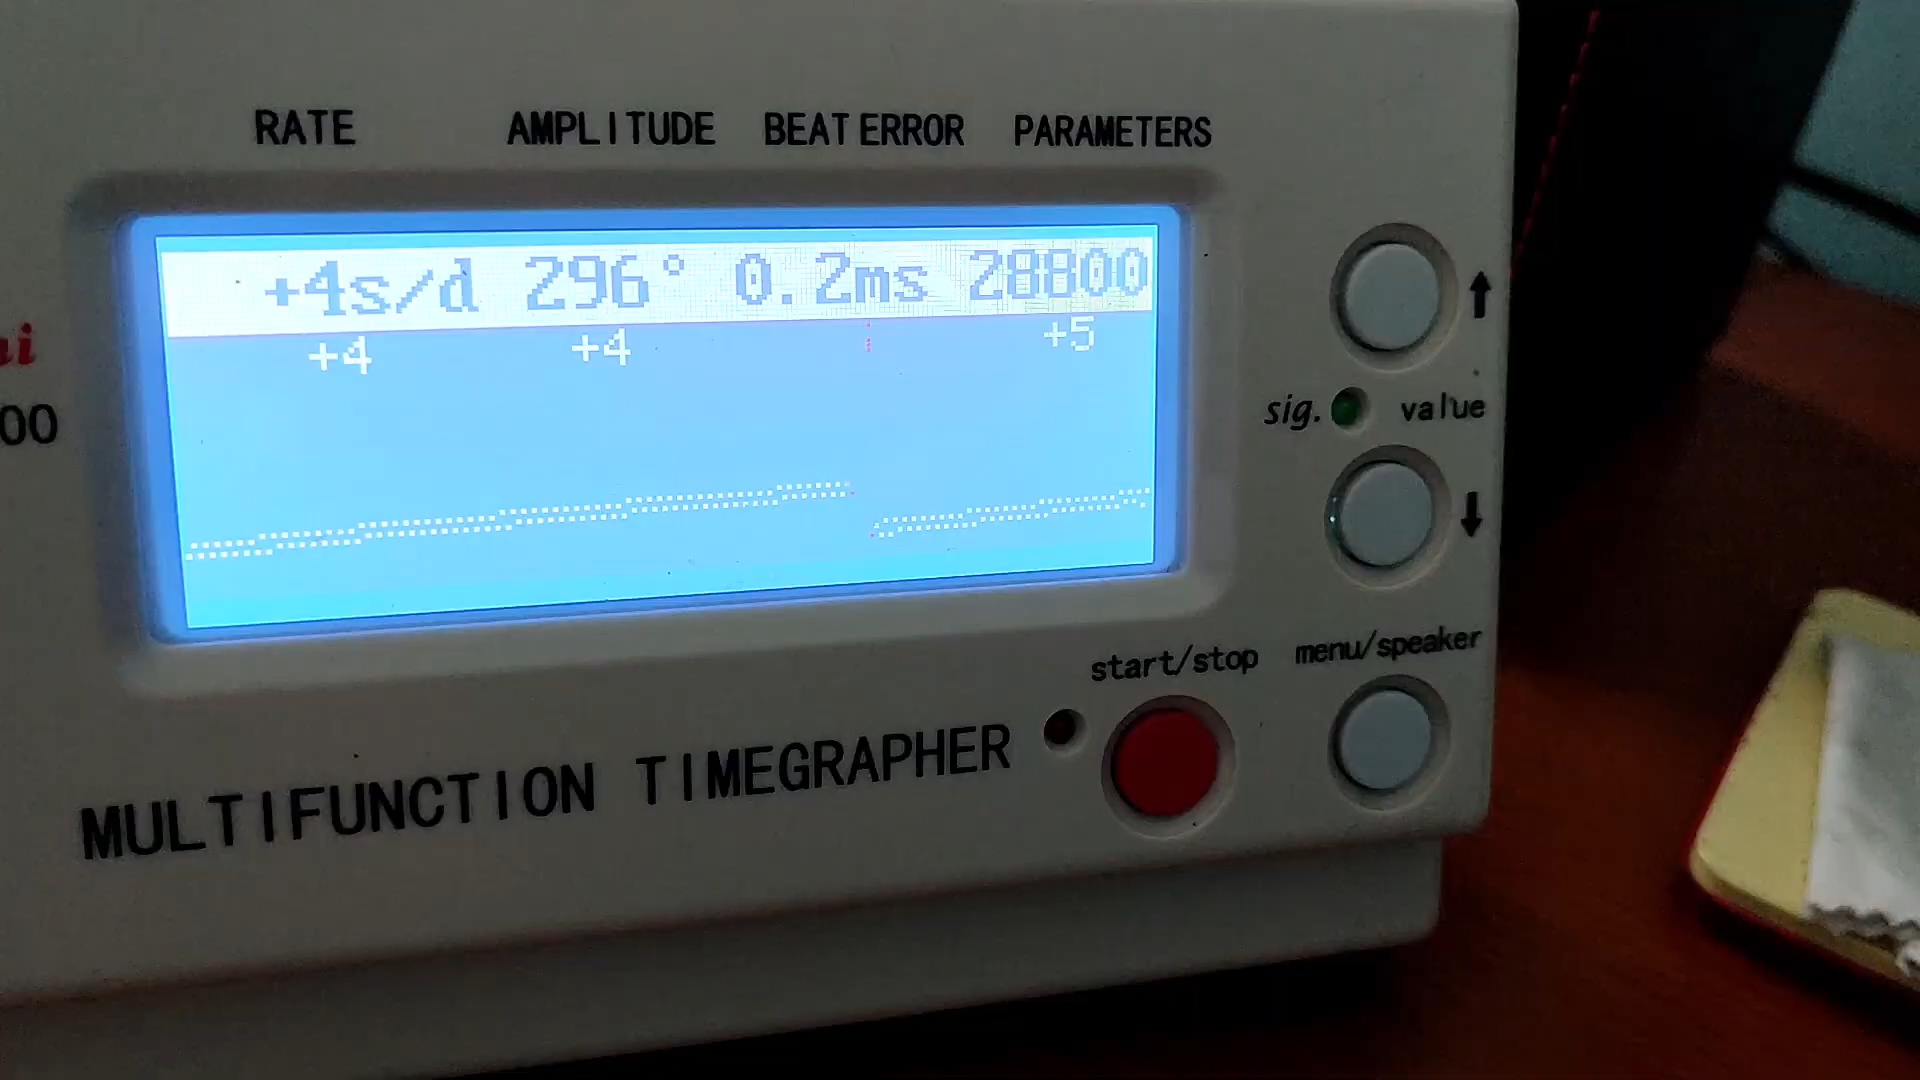 RATE AMPLITUDE BEAT ERROR PARAMETERS
+4s/d 296° 0.2ms 28800
+4 +4 +5
00
sig. value
start/stop menu/speaker
MULTIFUNCTION TIMEGRAPHER